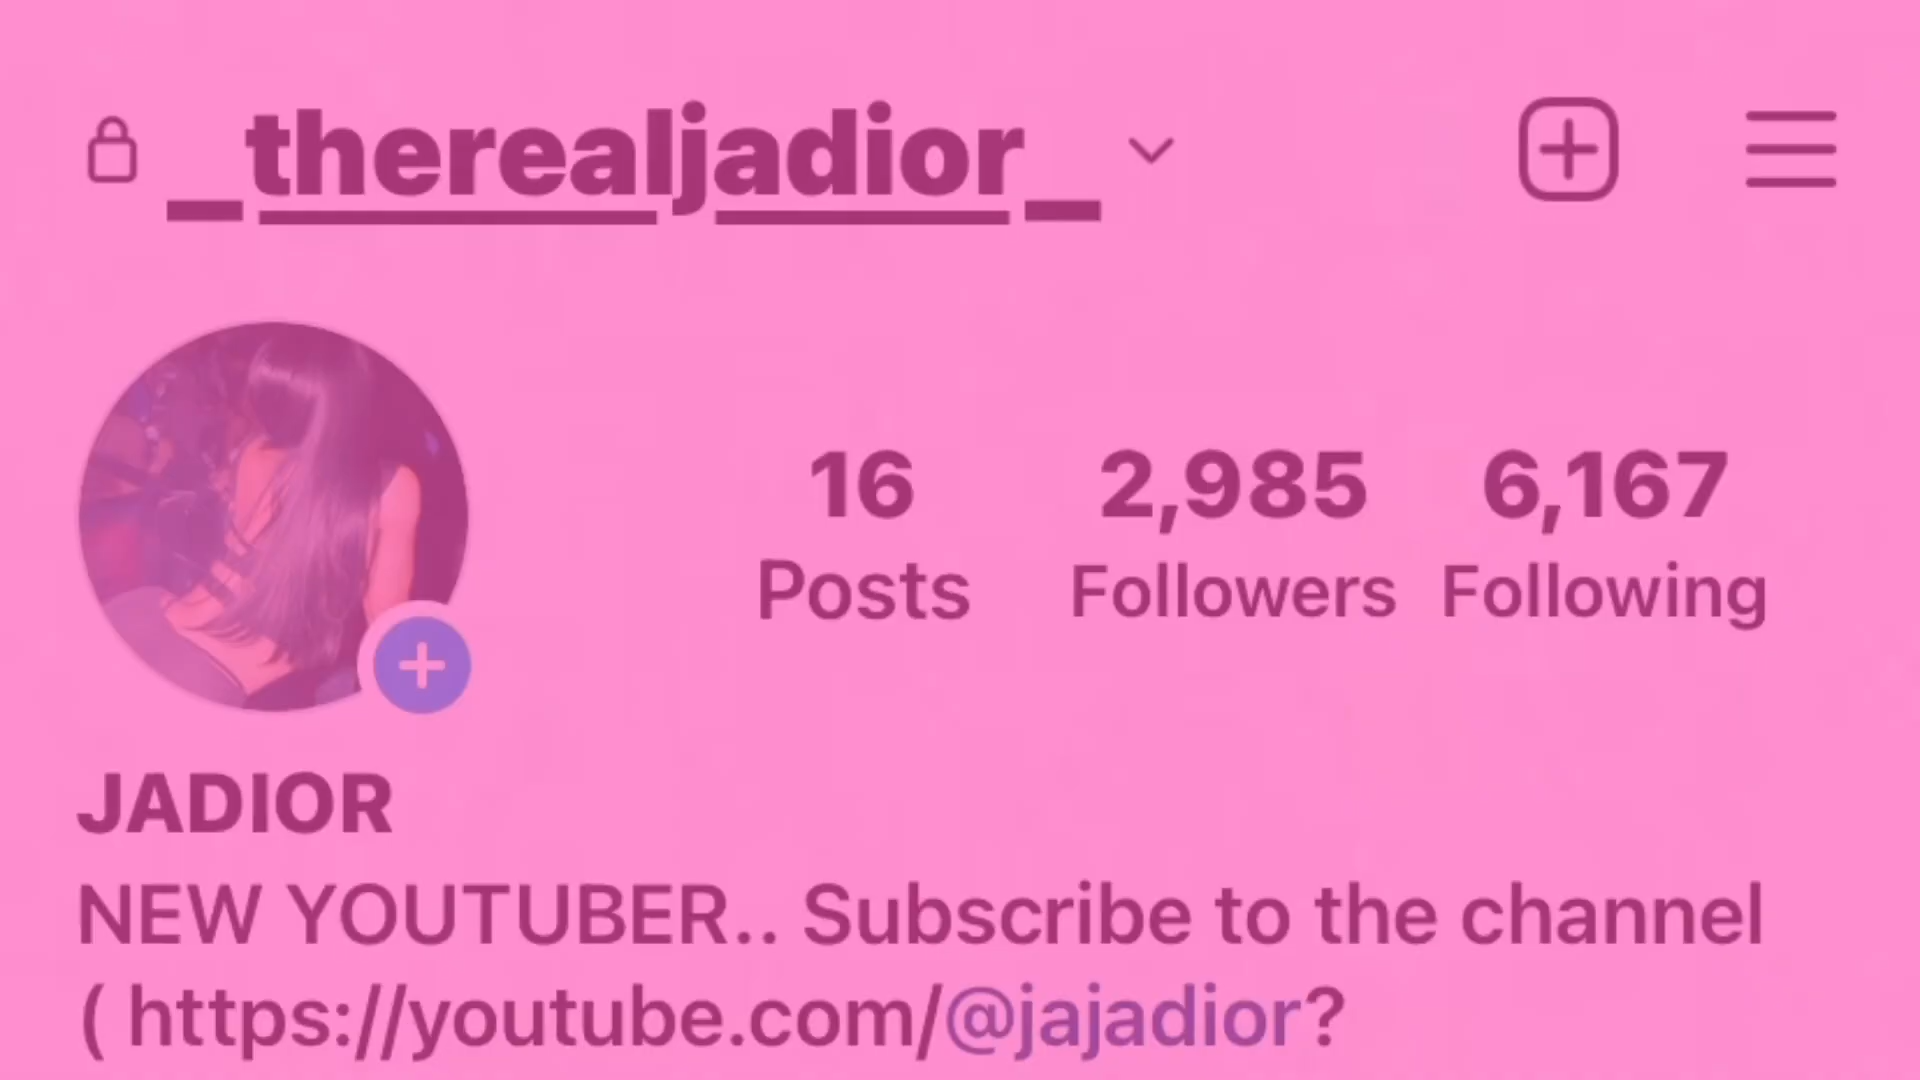 _therealjadior_
16 2,985 6,167
Posts Followers Following
JADIOR
NEW YOUTUBER.. Subscribe to the channel
( https://youtube.com/@jajadior?